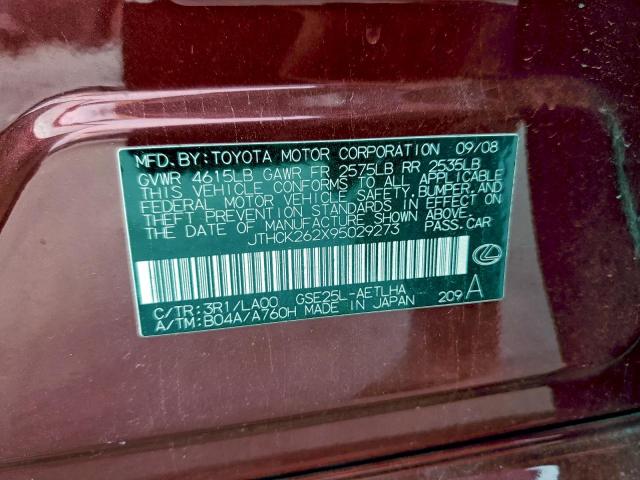 MFD.BY:TOYOTA MOTOR CORPORATION 09/08
GVWR 4615LB GAWR FR 2575LB RR 2535LB
THIS VEHICLE CONFORMS TO ALL APPLICABLE
FEDERAL MOTOR VEHICLE SAFETY,BUMPER,AND
THEFT PREVENTION STANDARDS IN EFFECT ON
THE DATE OF MANUFACTURE SHOWN ABOVE.
JTHCK262X95029273 PASS.CAR
C/TR:3R1/LA00 GSE25L-AETLHA
A/TM:B04A/A760H MADE IN JAPAN 209 A